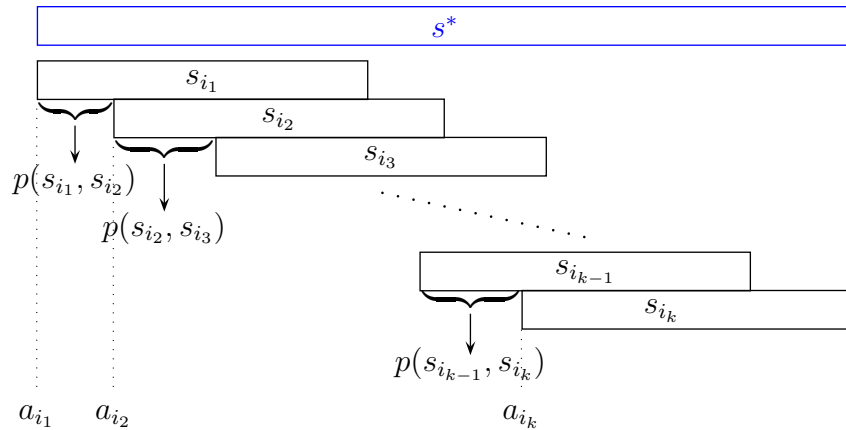 s*
s_{i_1}
s_{i_2}
s_{i_3}
p(s_{i_1}, s_{i_2})
p(s_{i_2}, s_{i_3})
s_{i_{k-1}}
s_{i_k}
p(s_{i_{k-1}}, s_{i_k})
a_{i_1} a_{i_2} a_{i_k}